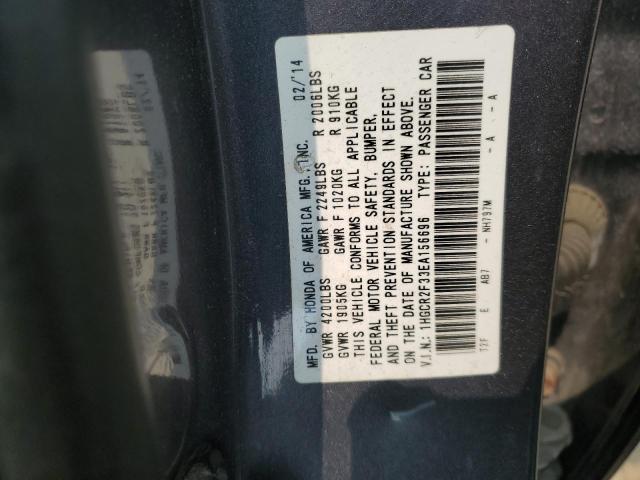 MFD. BY HONDA OF AMERICA MFG., INC. 02/'14
GVWR 4200LBS GAWR F 2249LBS R 2006LBS
GVWR 1905KG GAWR F 1020KG R 910KG
THIS VEHICLE CONFORMS TO ALL APPLICABLE
FEDERAL MOTOR VEHICLE SAFETY, BUMPER,
AND THEFT PREVENTION STANDARDS IN EFFECT
ON THE DATE OF MANUFACTURE SHOWN ABOVE.
V.I.N.: 1HGCR2F33EA156696 TYPE: PASSENGER CAR
T2F E AB7 - NH797M - A - A